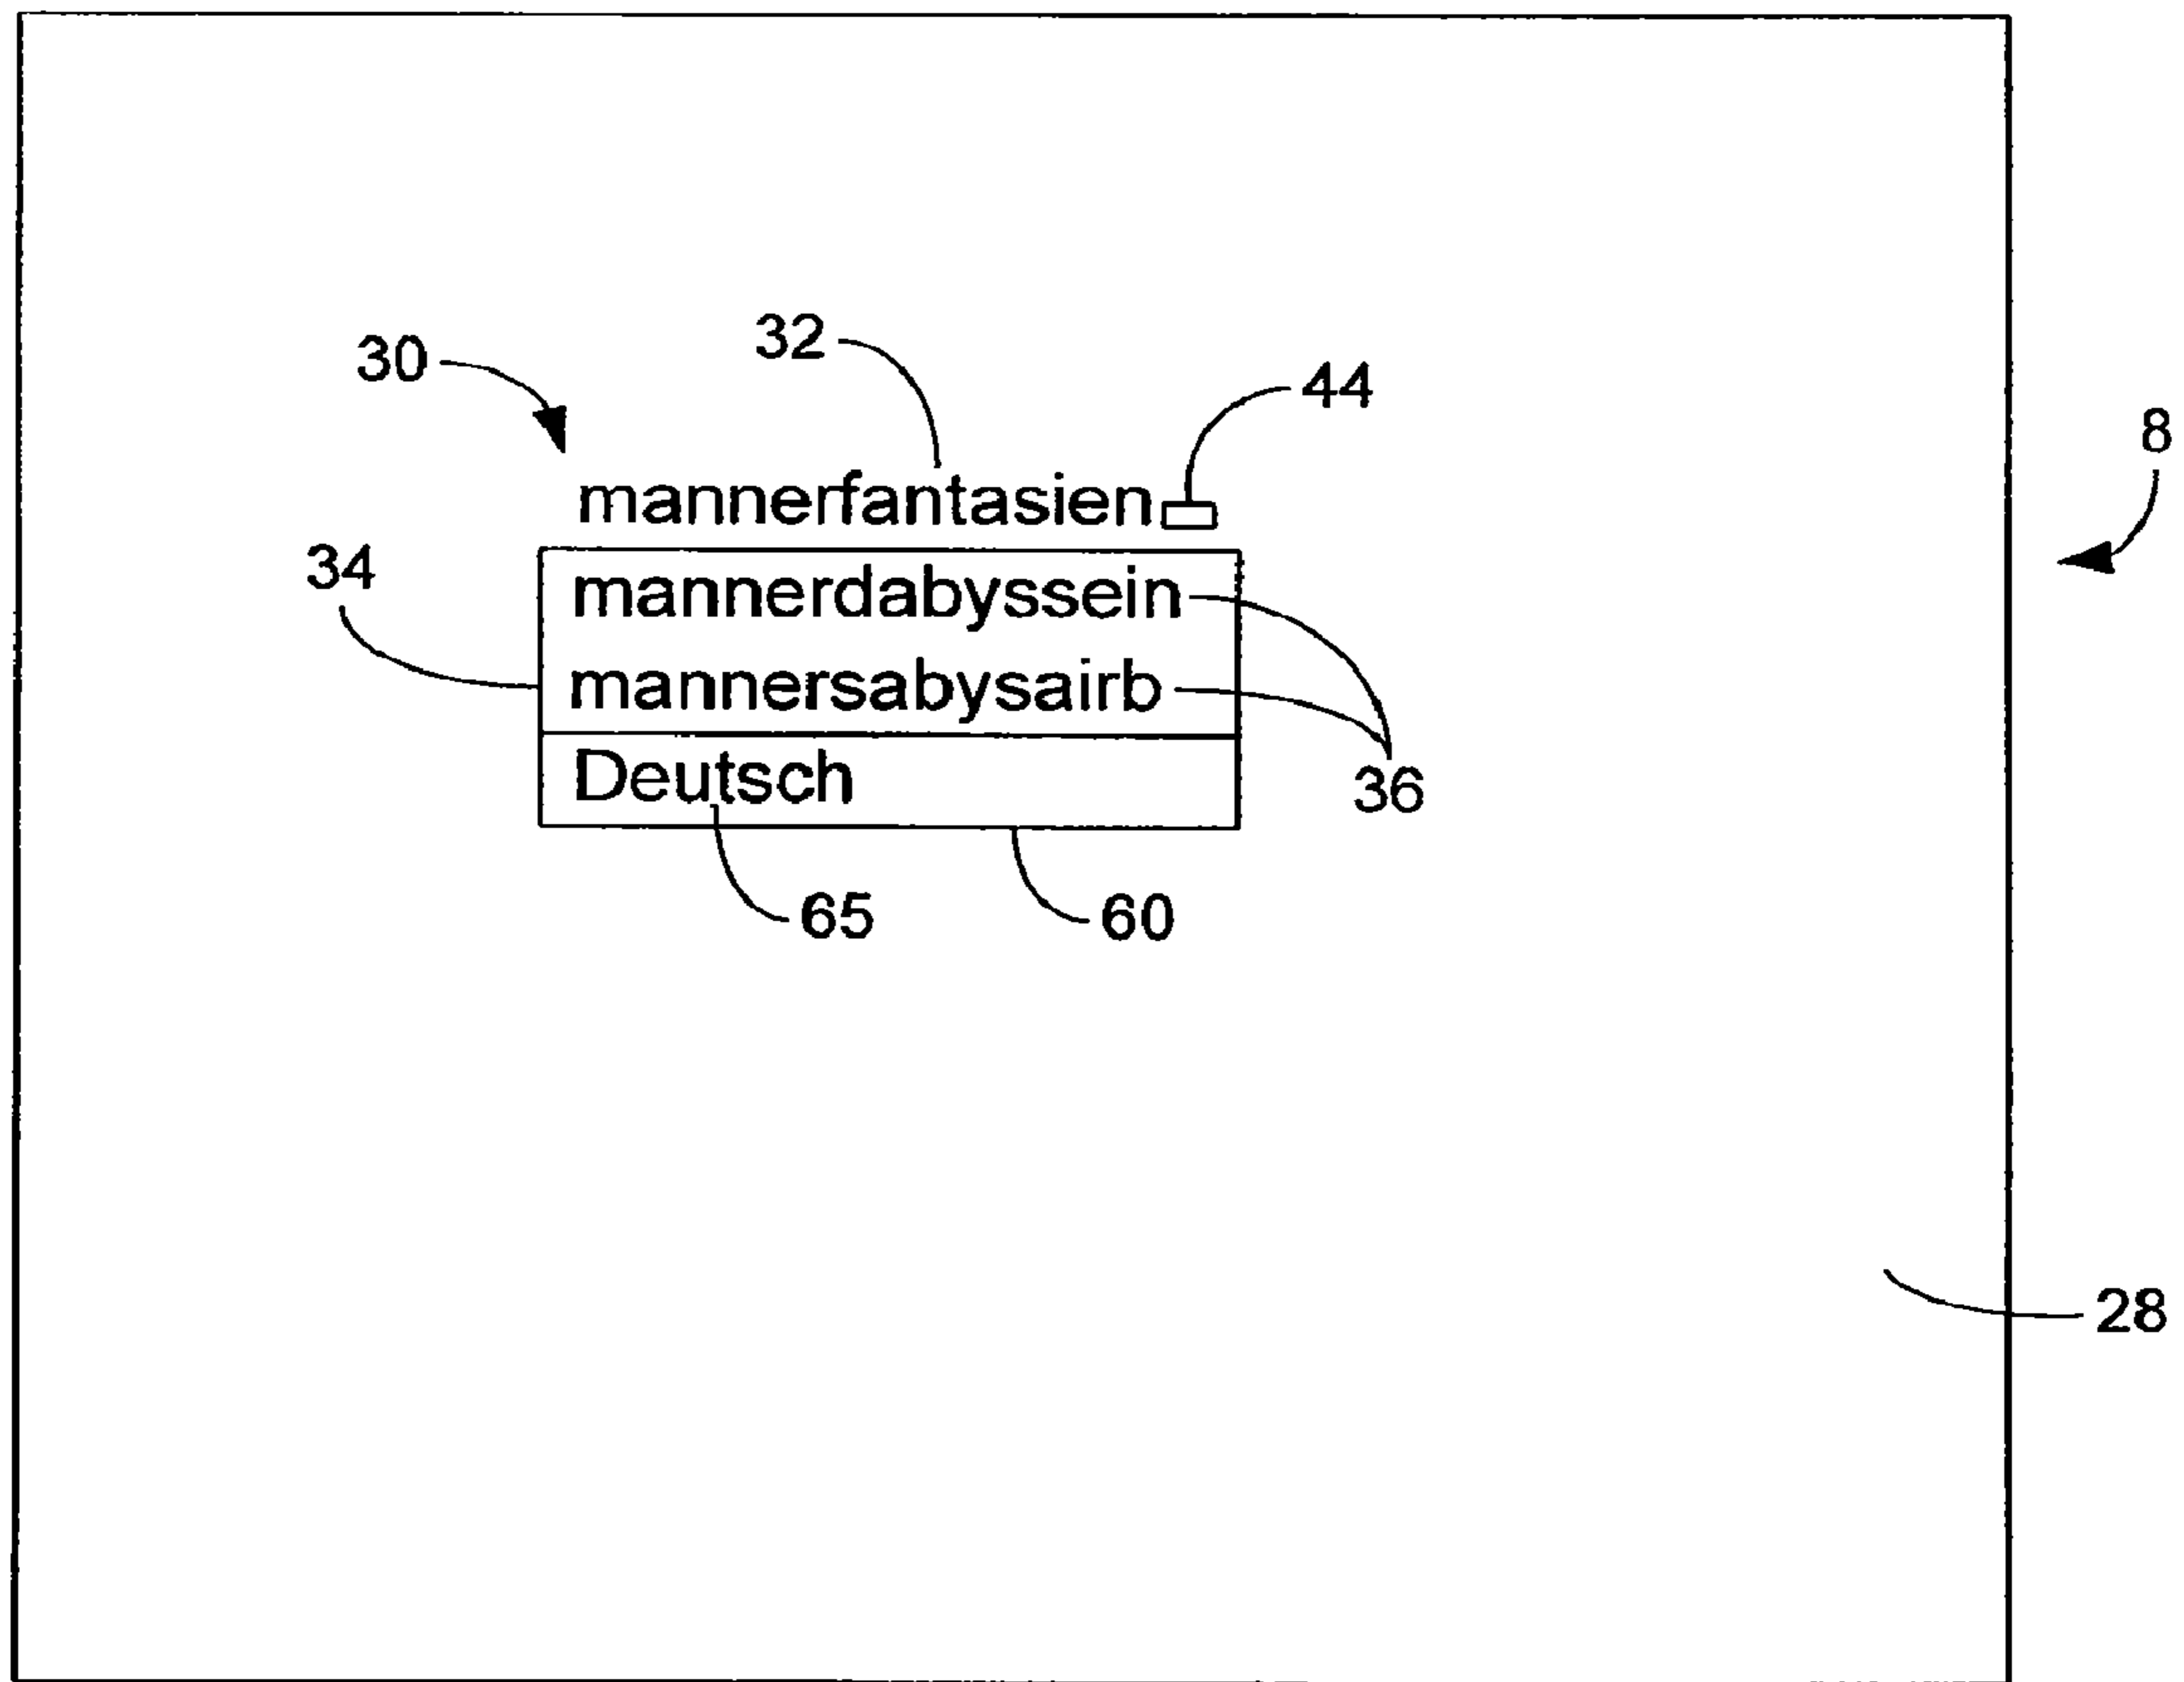 32
30
44
8
mannerfantasien
34
mannerdabyssein
mannersabysairb
Deutsch
36
65
60
28